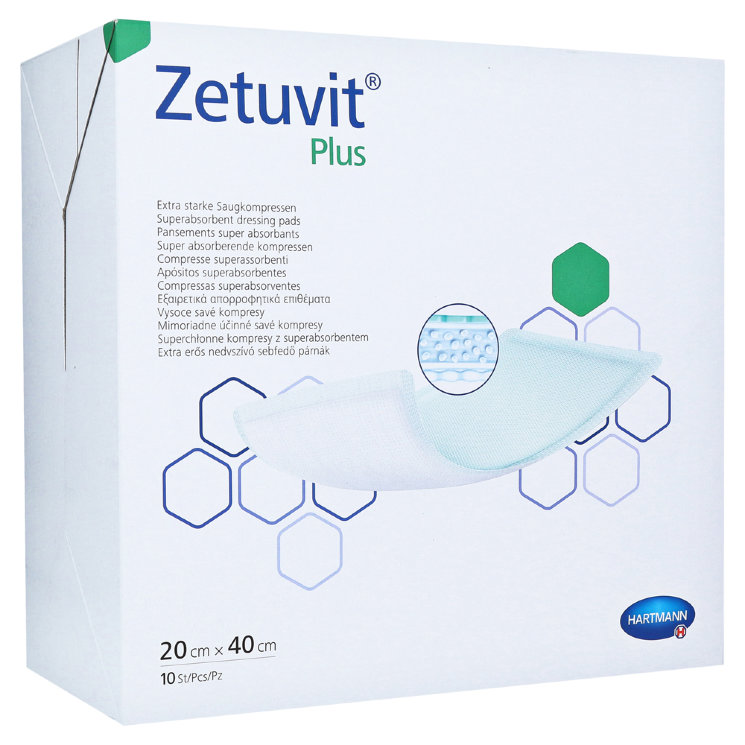 Zetuvit®
Plus
Extra starke Saugkompressen
Superabsorbent dressing pads
Pansements super absorbants
Super absorberende kompressen
Compresse superassorbenti
Apósitos superabsorbentes
Compressas superabsorventes
Εξαιρετικά απορροφητικά επιθέματα
Vysoce savé kompresy
Mimoriadne účinné savé kompresy
Superchłonne kompresy z superabsorbentem
Extra erős nedvszívó sebfedő párnák
HARTMANN
H
20 cm x 40 cm
10 St/Pcs/Pz